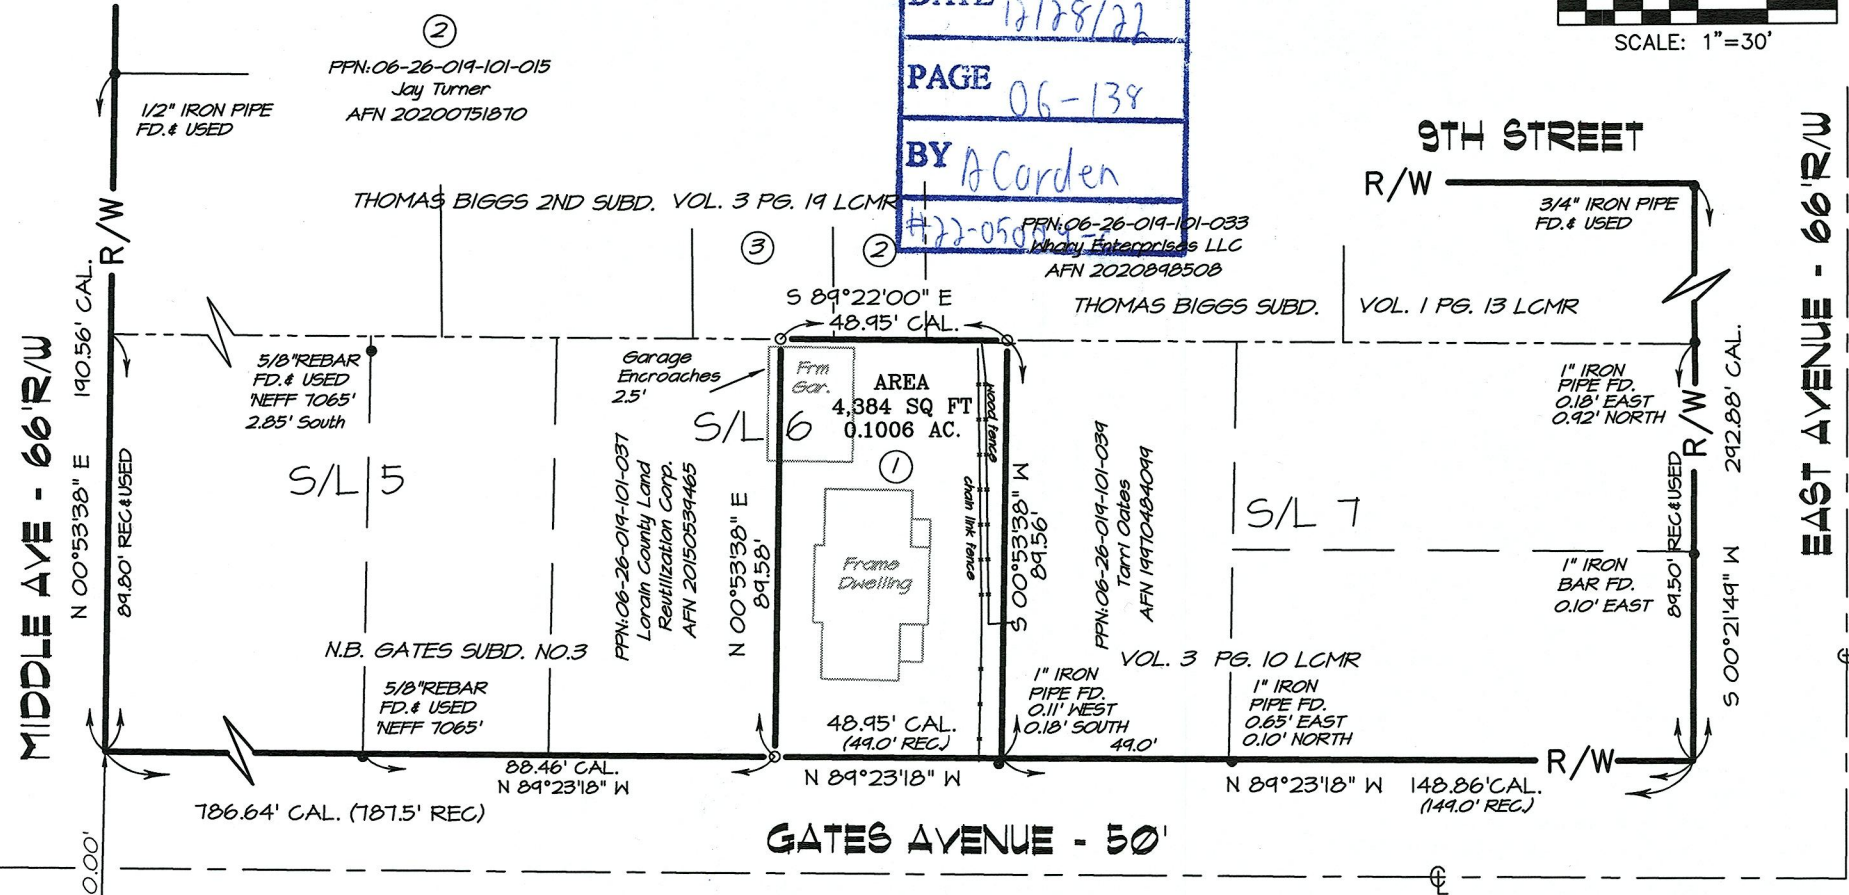 DATE 12/28/22
PAGE 06-138
BY A Corden
SCALE: 1"=30'
2
PPN:06-26-019-101-015
Jay Turner
AFN 20200751870
1/2" IRON PIPE
FD.& USED
R/W
190.56' CAL.
MIDDLE AVE - 66'R/W
N 00°53'38" E
89.80' REC&USED
THOMAS BIGGS 2ND SUBD. VOL. 3 PG. 19 LCMR
3
2
PPN:06-26-019-101-033
Whary Enterprises LLC
AFN 2020898508
9TH STREET
R/W
3/4" IRON PIPE
FD.& USED
EAST AVENUE - 66'R/W
THOMAS BIGGS SUBD. VOL. 1 PG. 13 LCMR
S 89°22'00" E
48.95' CAL.
5/8"REBAR
FD.& USED
'NEFF 7065'
2.85' South
Garage
Encroaches
2.5'
Frm
Gar.
AREA
4,384 SQ FT
0.1006 AC.
wood fence
chain link fence
1" IRON
PIPE FD.
0.18' EAST
0.92' NORTH
R/W
292.88' CAL.
S/L 5
S/L 6
S/L 7
1
PPN:06-26-019-101-037
Lorain County Land
Reutilization Corp.
AFN 20150539465
N 00°53'38" E
89.58'
Frame
Dwelling
S 00°53'38" W
89.56'
PPN:06-26-019-101-039
Tarri Oates
AFN 19970484099
89.50' REC&USED
S 00°21'49" W
1" IRON
BAR FD.
0.10' EAST
N.B. GATES SUBD. NO.3
VOL. 3 PG. 10 LCMR
5/8"REBAR
FD.& USED
'NEFF 7065'
48.95' CAL.
(49.0' REC.)
1" IRON
PIPE FD.
0.11' WEST
0.18' SOUTH
49.0'
1" IRON
PIPE FD.
0.65' EAST
0.10' NORTH
R/W
88.46' CAL.
N 89°23'18" W
N 89°23'18" W
N 89°23'18" W
148.86'CAL.
(149.0' REC.)
786.64' CAL. (787.5' REC)
GATES AVENUE - 50'
0.00'